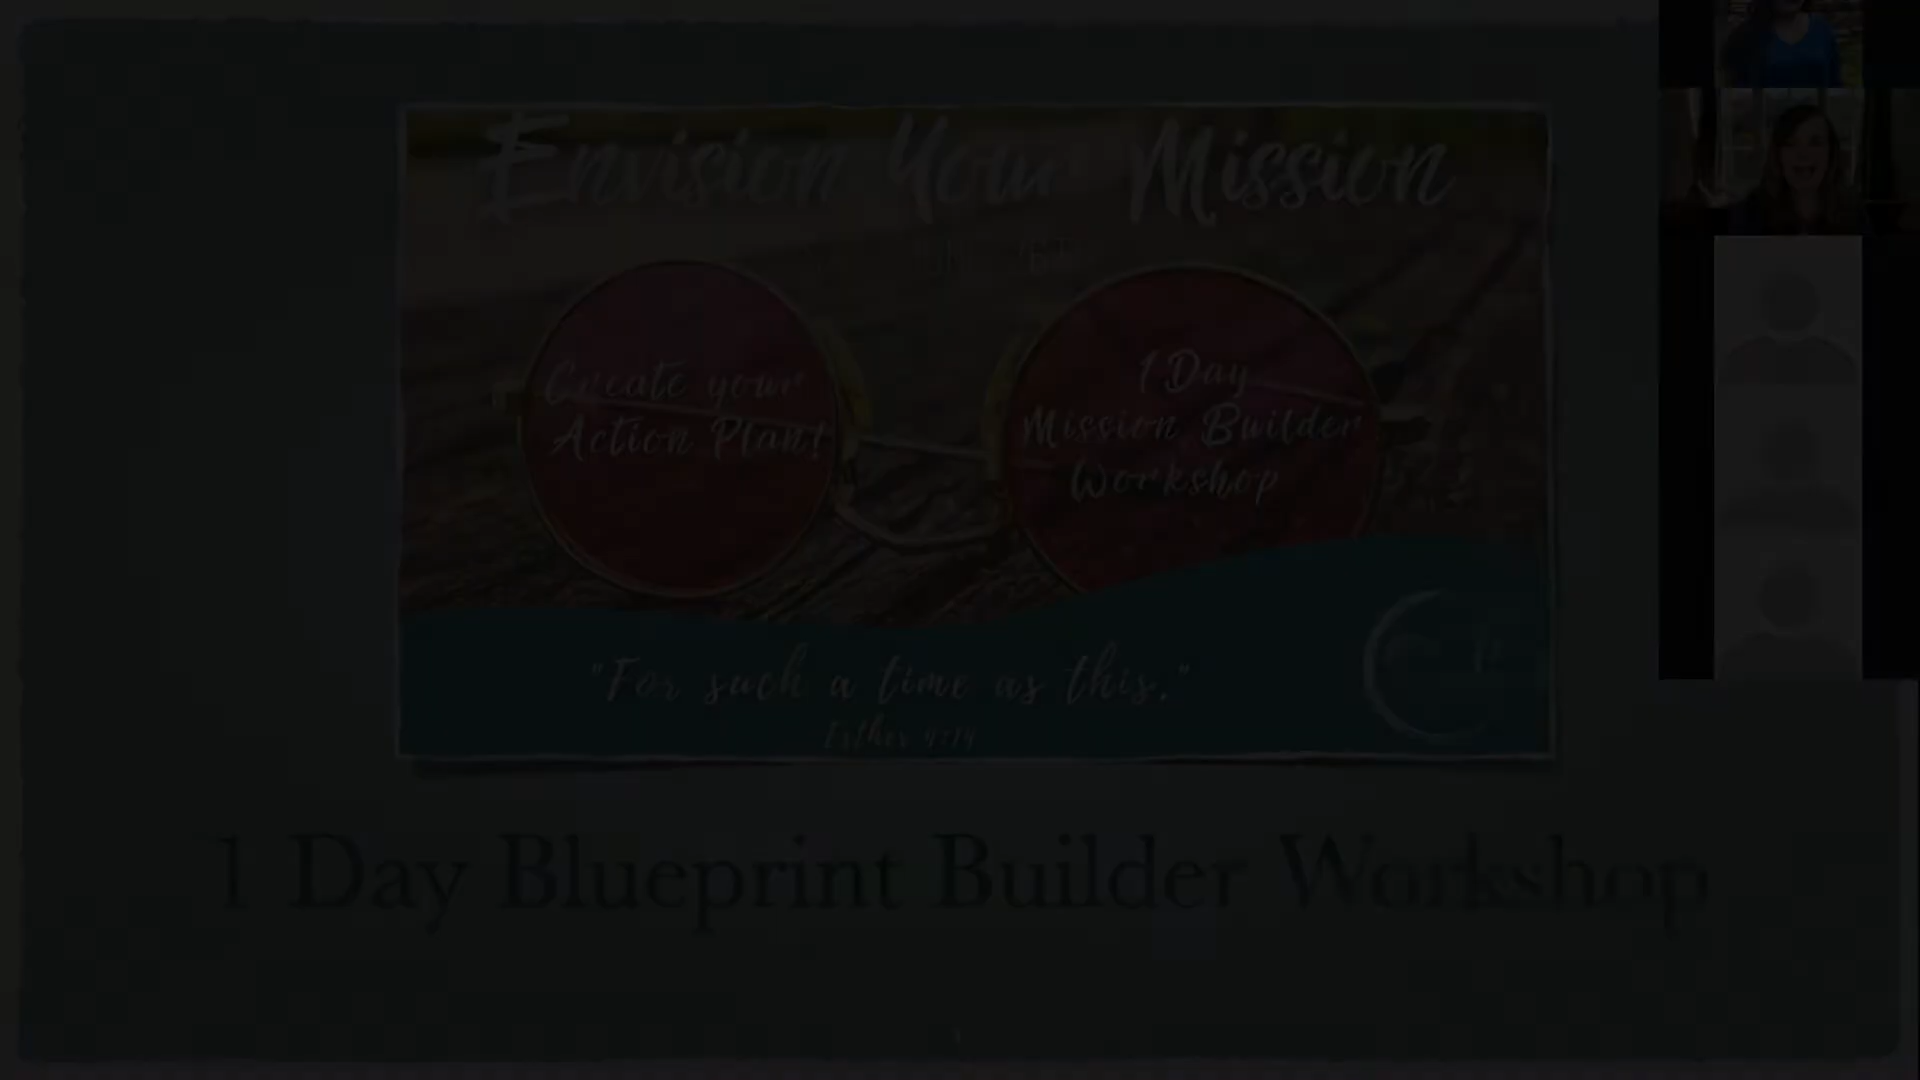 Envision Your Mission
Create your
Action Plan!
1 Day
Mission Builder
Workshop
"For such a time as this."
Esther 4:14
1 Day Blueprint Builder Workshop